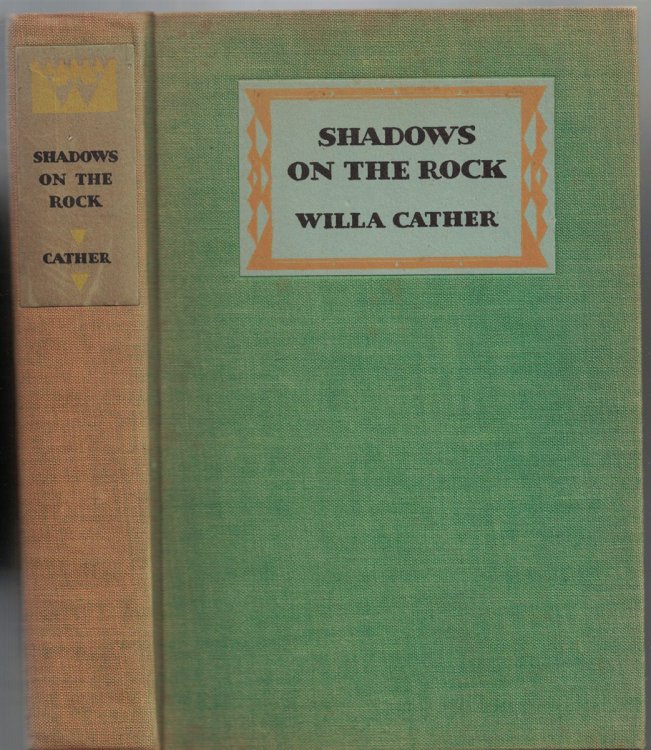 SHADOWS
ON THE
ROCK
CATHER
SHADOWS
ON THE ROCK
WILLA CATHER